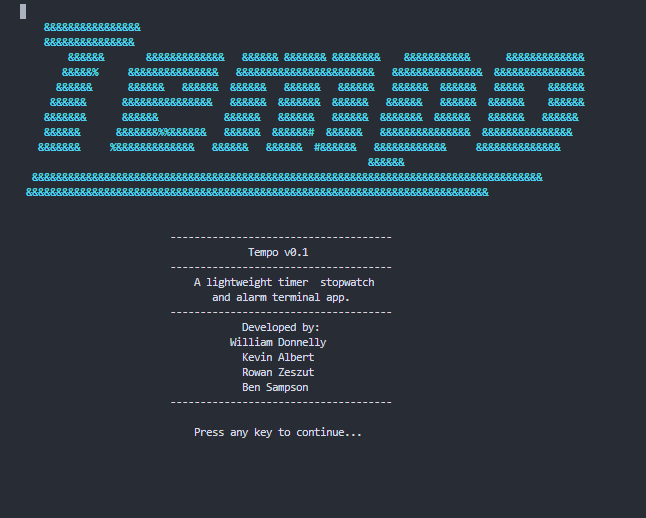 Tempo
------------------------------------
Tempo v0.1
------------------------------------
A lightweight timer  stopwatch
and alarm terminal app.
------------------------------------
Developed by:
William Donnelly
Kevin Albert
Rowan Zeszut
Ben Sampson
------------------------------------
Press any key to continue...